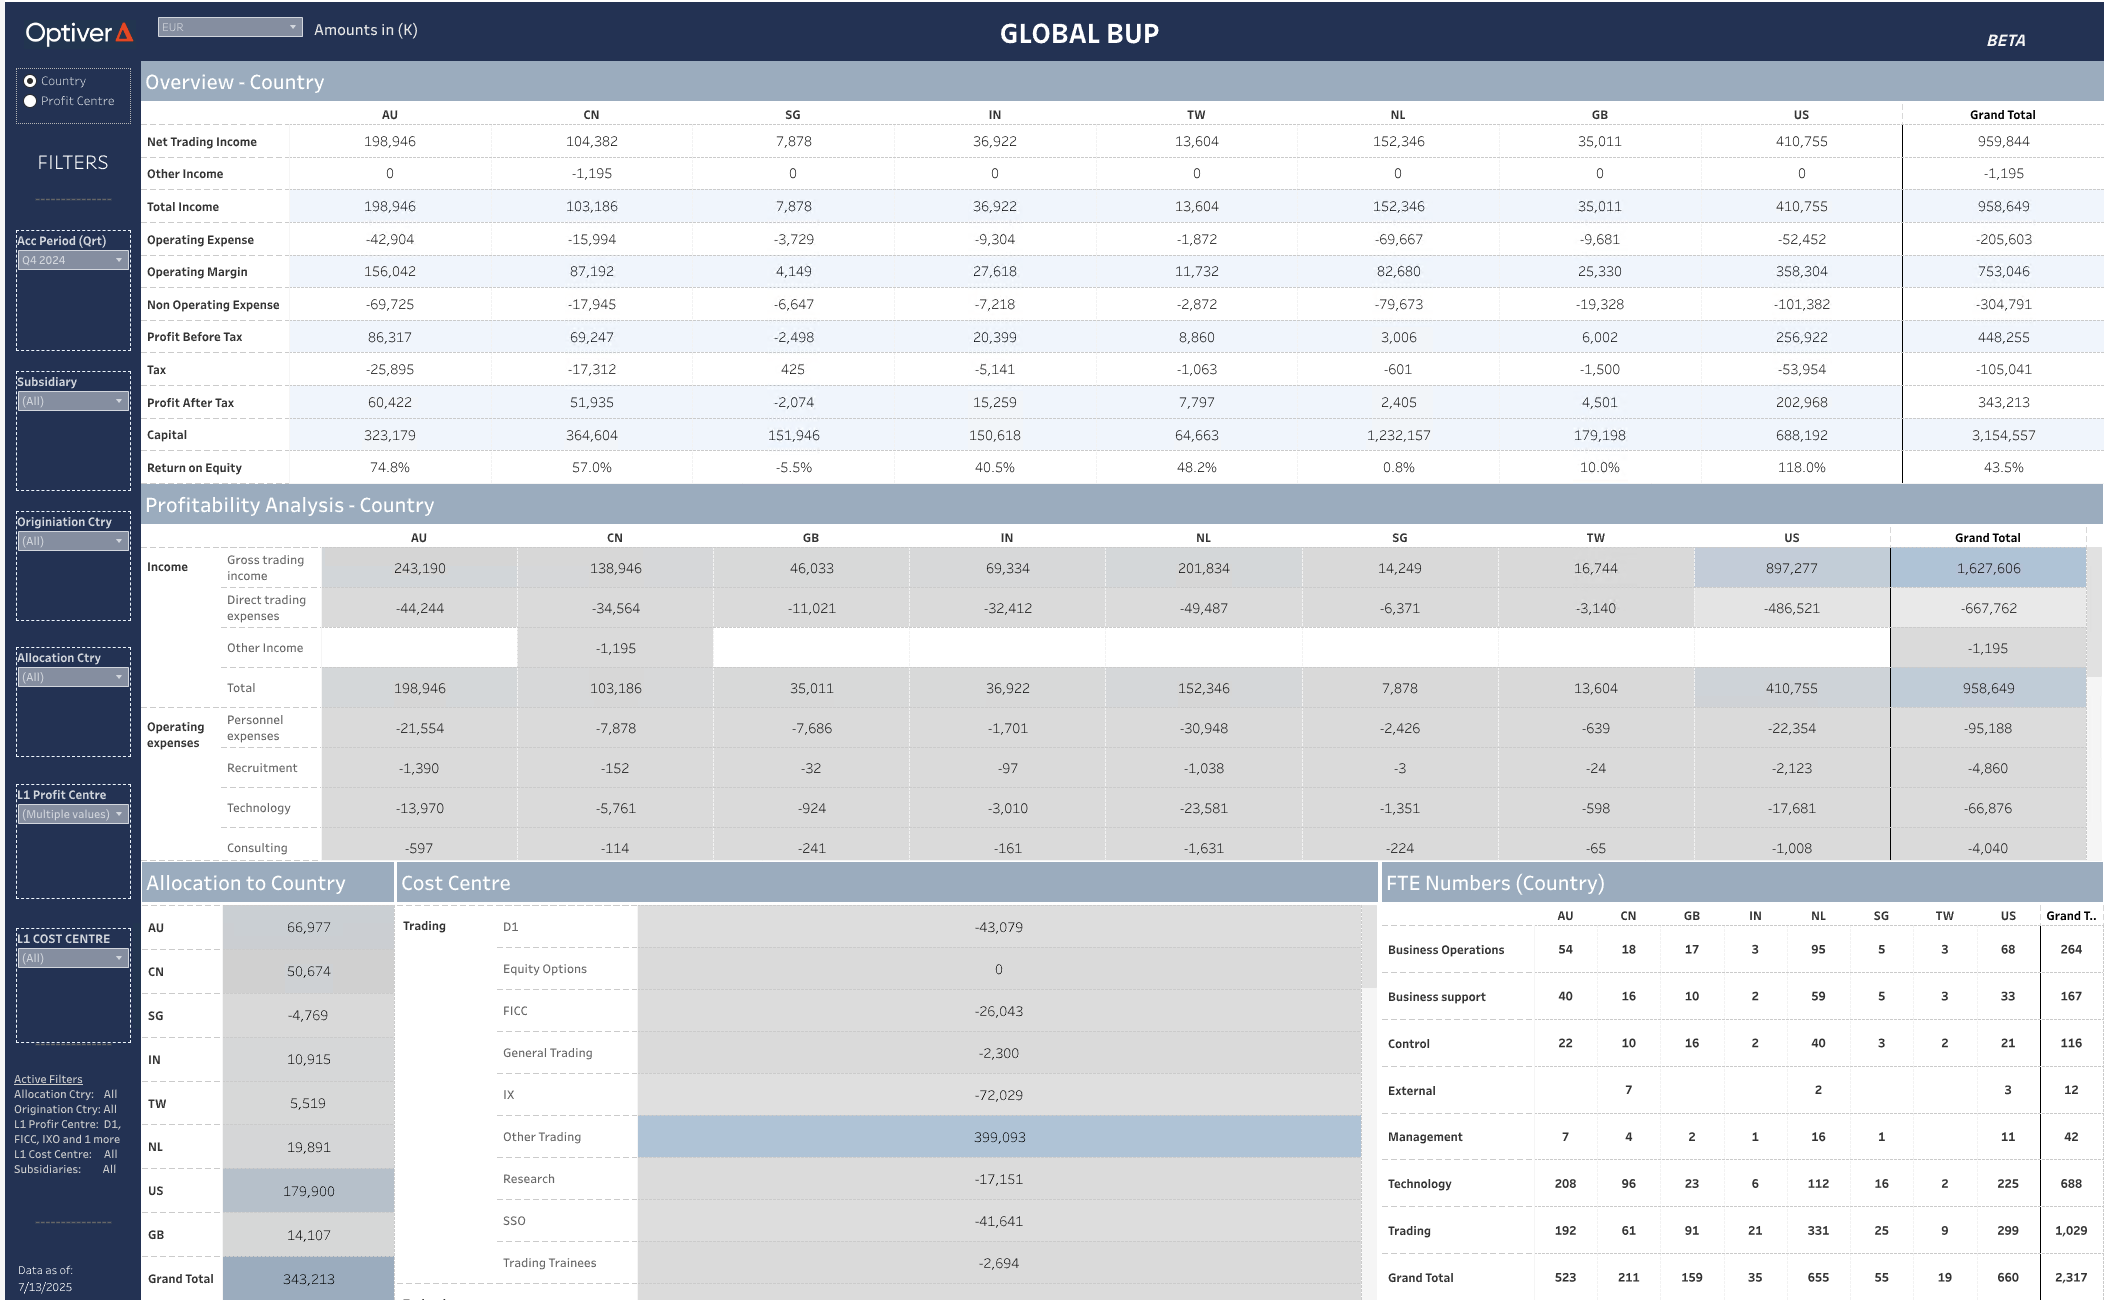 Optiver
EUR
Amounts in (K)
GLOBAL BUP
BETA
Country
Profit Centre
FILTERS
---------------
Acc Period (Qrt)
Q4 2024
Subsidiary
(All)
Originiation Ctry
(All)
Allocation Ctry
(All)
L1 Profit Centre
(Multiple values)
L1 COST CENTRE
(All)
Active Filters
Allocation Ctry: All
Origination Ctry: All
L1 Profir Centre: D1,
FICC, IXO and 1 more
L1 Cost Centre: All
Subsidiaries: All
---------------
Data as of:
7/13/2025
Overview - Country
AU CN SG IN TW NL GB US Grand Total
Net Trading Income 198,946 104,382 7,878 36,922 13,604 152,346 35,011 410,755 959,844
Other Income 0 -1,195 0 0 0 0 0 0 -1,195
Total Income 198,946 103,186 7,878 36,922 13,604 152,346 35,011 410,755 958,649
Operating Expense -42,904 -15,994 -3,729 -9,304 -1,872 -69,667 -9,681 -52,452 -205,603
Operating Margin 156,042 87,192 4,149 27,618 11,732 82,680 25,330 358,304 753,046
Non Operating Expense -69,725 -17,945 -6,647 -7,218 -2,872 -79,673 -19,328 -101,382 -304,791
Profit Before Tax 86,317 69,247 -2,498 20,399 8,860 3,006 6,002 256,922 448,255
Tax -25,895 -17,312 425 -5,141 -1,063 -601 -1,500 -53,954 -105,041
Profit After Tax 60,422 51,935 -2,074 15,259 7,797 2,405 4,501 202,968 343,213
Capital 323,179 364,604 151,946 150,618 64,663 1,232,157 179,198 688,192 3,154,557
Return on Equity 74.8% 57.0% -5.5% 40.5% 48.2% 0.8% 10.0% 118.0% 43.5%
Profitability Analysis - Country
AU CN GB IN NL SG TW US Grand Total
Income
Gross trading
income 243,190 138,946 46,033 69,334 201,834 14,249 16,744 897,277 1,627,606
Direct trading
expenses -44,244 -34,564 -11,021 -32,412 -49,487 -6,371 -3,140 -486,521 -667,762
Other Income -1,195 -1,195
Total 198,946 103,186 35,011 36,922 152,346 7,878 13,604 410,755 958,649
Operating
expenses
Personnel
expenses -21,554 -7,878 -7,686 -1,701 -30,948 -2,426 -639 -22,354 -95,188
Recruitment -1,390 -152 -32 -97 -1,038 -3 -24 -2,123 -4,860
Technology -13,970 -5,761 -924 -3,010 -23,581 -1,351 -598 -17,681 -66,876
Consulting -597 -114 -241 -161 -1,631 -224 -65 -1,008 -4,040
Allocation to Country
AU 66,977
CN 50,674
SG -4,769
IN 10,915
TW 5,519
NL 19,891
US 179,900
GB 14,107
Grand Total 343,213
Cost Centre
Trading D1 -43,079
Equity Options 0
FICC -26,043
General Trading -2,300
IX -72,029
Other Trading 399,093
Research -17,151
SSO -41,641
Trading Trainees -2,694
FTE Numbers (Country)
AU CN GB IN NL SG TW US Grand T..
Business Operations 54 18 17 3 95 5 3 68 264
Business support 40 16 10 2 59 5 3 33 167
Control 22 10 16 2 40 3 2 21 116
External 7 2 3 12
Management 7 4 2 1 16 1 11 42
Technology 208 96 23 6 112 16 2 225 688
Trading 192 61 91 21 331 25 9 299 1,029
Grand Total 523 211 159 35 655 55 19 660 2,317